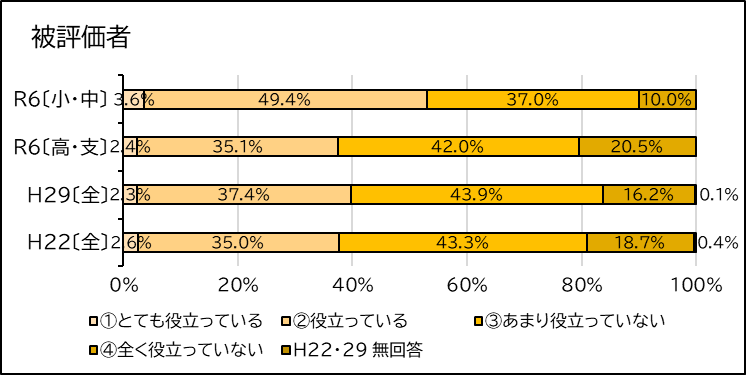 被評価者
R6〔小・中〕 3.6% 49.4% 37.0% 10.0%
R6〔高・支〕 2.4% 35.1% 42.0% 20.5%
H29〔全〕 2.3% 37.4% 43.9% 16.2% 0.1%
H22〔全〕 2.6% 35.0% 43.3% 18.7% 0.4%
0% 20% 40% 60% 80% 100%
①とても役立っている ②役立っている ③あまり役立っていない
④全く役立っていない H22・29 無回答